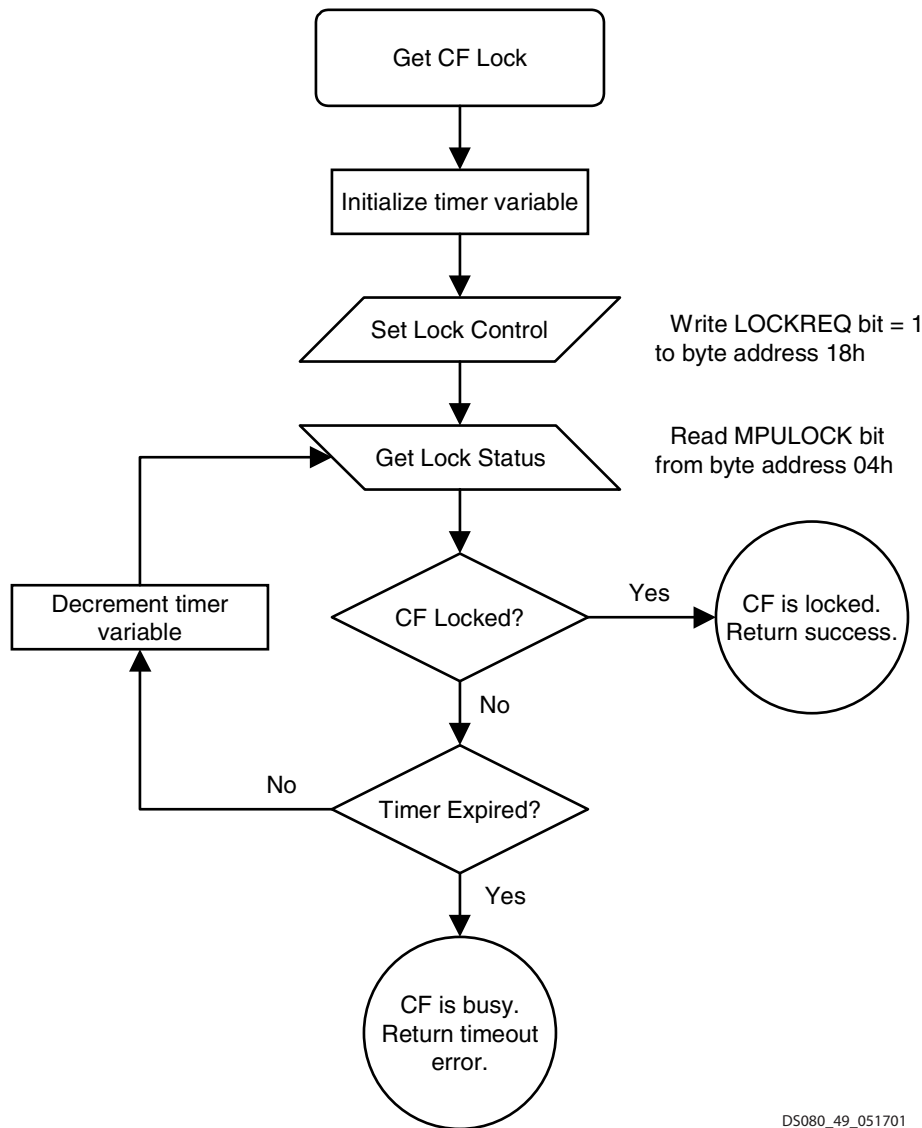 Get CF Lock
Initialize timer variable
Set Lock Control
Write LOCKREQ bit = 1
to byte address 18h
Get Lock Status
Read MPULOCK bit
from byte address 04h
Decrement timer
variable
CF Locked?
Yes
CF is locked.
Return success.
No
No
Timer Expired?
Yes
CF is busy.
Return timeout
error.
DS080_49_051701